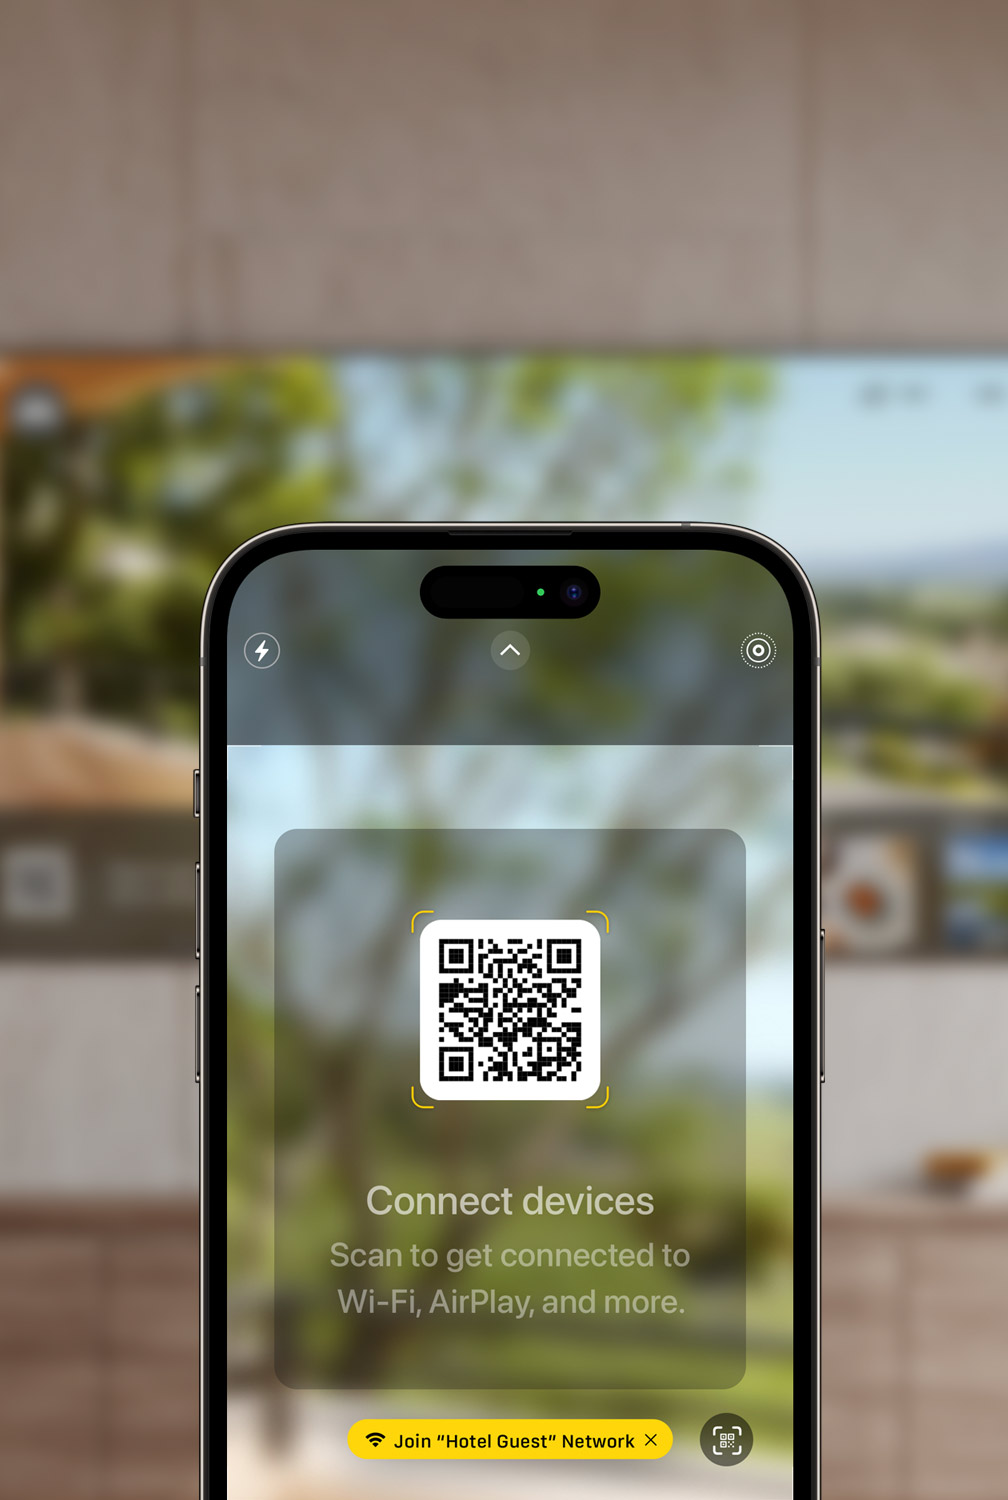 Connect devices
Scan to get connected to
Wi-Fi, AirPlay, and more.
Join “Hotel Guest” Network